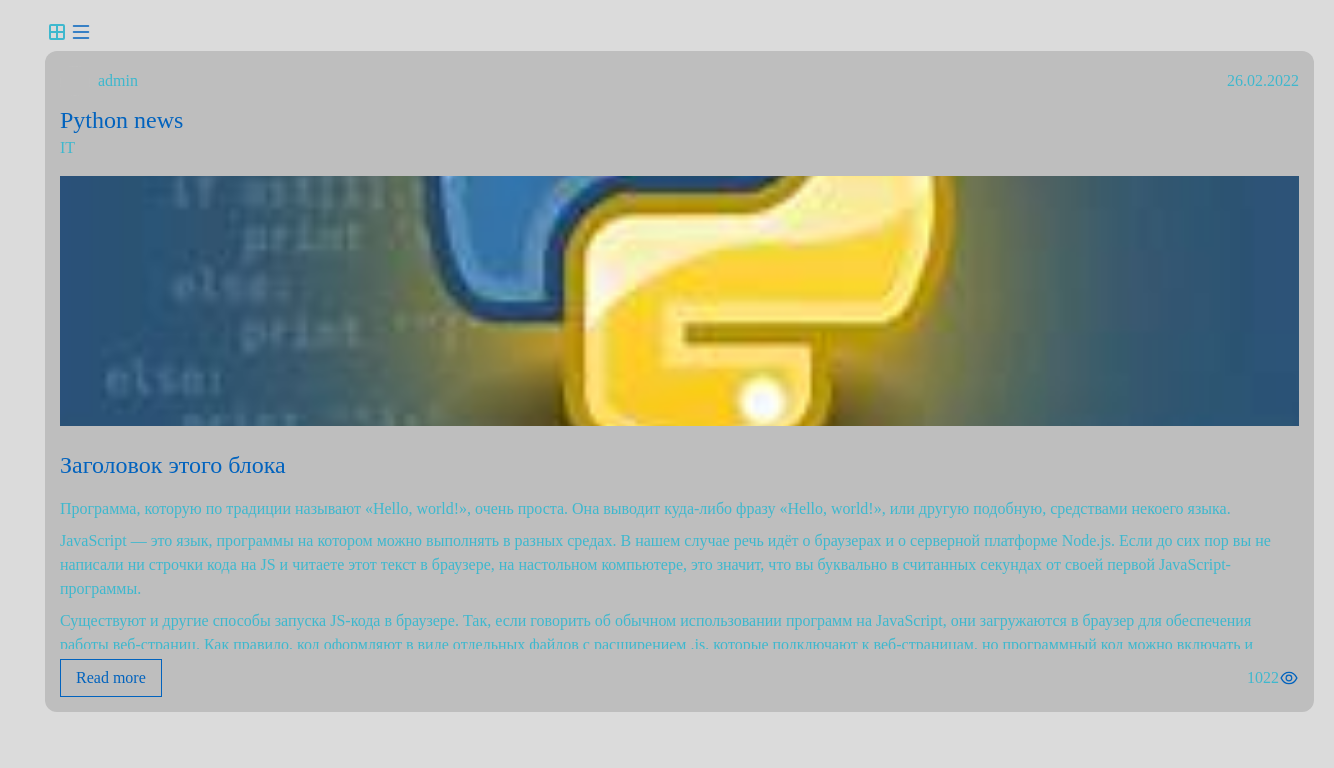 admin
26.02.2022
Python news
IT
print
else:
print
else:
print
Заголовок этого блока
Программа, которую по традиции называют «Hello, world!», очень проста. Она выводит куда-либо фразу «Hello, world!», или другую подобную, средствами некоего языка.
JavaScript — это язык, программы на котором можно выполнять в разных средах. В нашем случае речь идёт о браузерах и о серверной платформе Node.js. Если до сих пор вы не
написали ни строчки кода на JS и читаете этот текст в браузере, на настольном компьютере, это значит, что вы буквально в считанных секундах от своей первой JavaScript-
программы.
Существуют и другие способы запуска JS-кода в браузере. Так, если говорить об обычном использовании программ на JavaScript, они загружаются в браузер для обеспечения
работы веб-страниц. Как правило, код оформляют в виде отдельных файлов с расширением .js, которые подключают к веб-страницам, но программный код можно включать и
Read more
1022